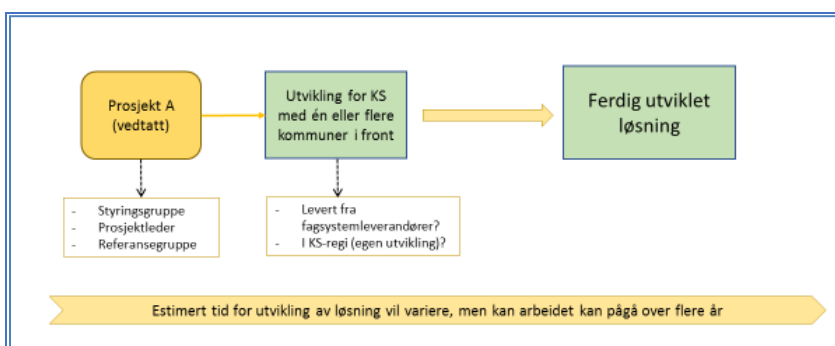 Prosjekt A
(vedtatt)
Utvikling for KS
med én eller flere
kommuner i front
Ferdig utviklet
løsning
- Styringsgruppe
- Prosjektleder
- Referansegruppe
- Levert fra
fagsystemleverandører?
- I KS-regi (egen utvikling)?
Estimert tid for utvikling av løsning vil variere, men kan arbeidet kan pågå over flere år